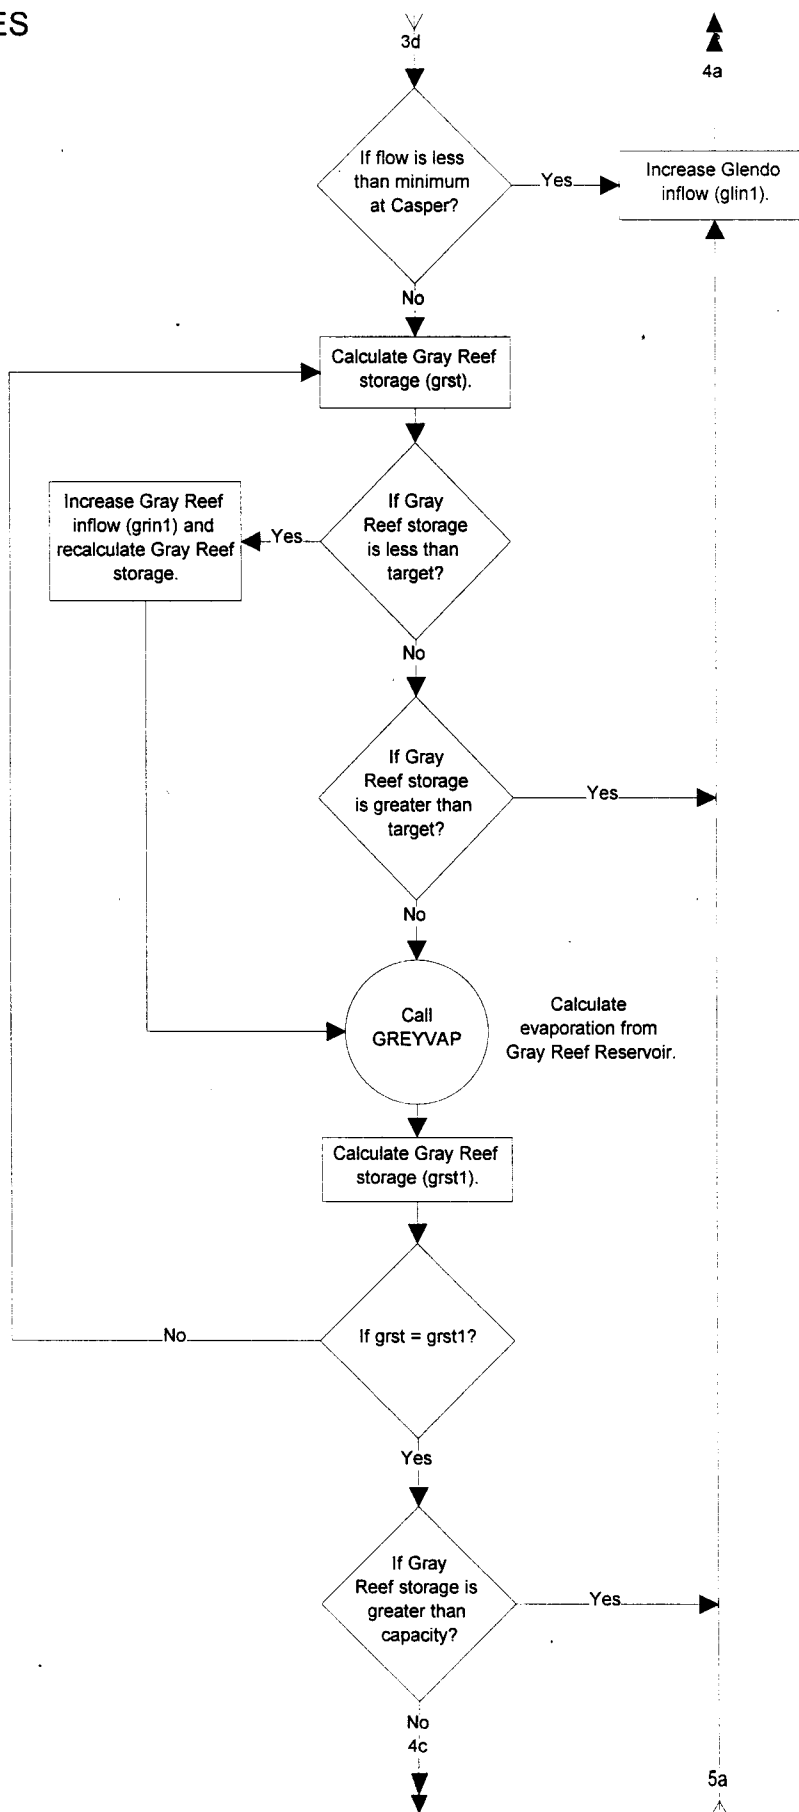 ES
3d
4a
If flow is less
than minimum
at Casper?
Yes
Increase Glendo
inflow (glin1).
No
Calculate Gray Reef
storage (grst).
Increase Gray Reef
inflow (grin1) and
recalculate Gray Reef
storage.
Yes
If Gray
Reef storage
is less than
target?
No
If Gray
Reef storage
is greater than
target?
Yes
No
Call
GREYVAP
Calculate
evaporation from
Gray Reef Reservoir.
Calculate Gray Reef
storage (grst1).
No
If grst = grst1?
Yes
If Gray
Reef storage is
greater than
capacity?
Yes
No
4c
5a